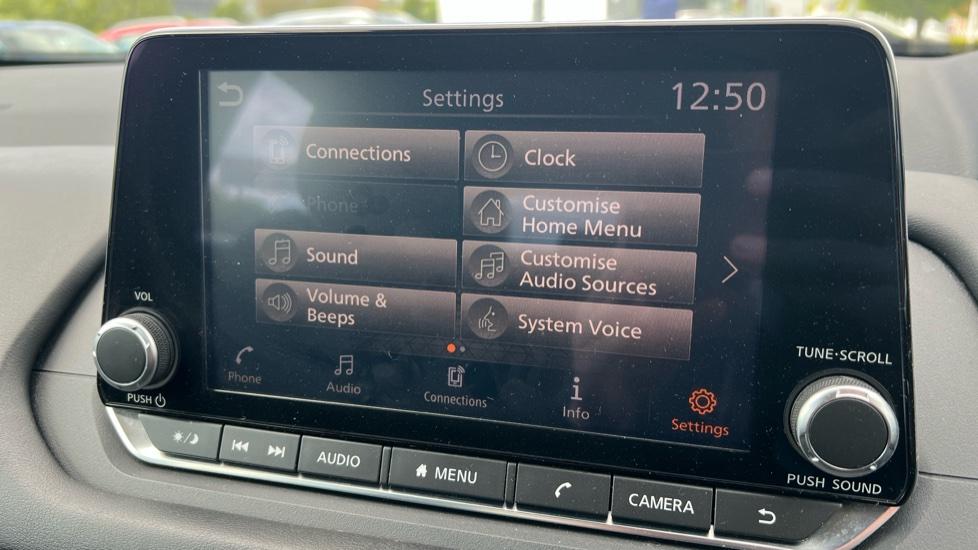 Settings
12:50
Connections
Clock
Phone
Customise
Home Menu
Sound
Customise
Audio Sources
Volume &
Beeps
System Voice
Phone
Audio
Connections
Info
Settings
VOL
PUSH
TUNE·SCROLL
PUSH SOUND
AUDIO
MENU
CAMERA